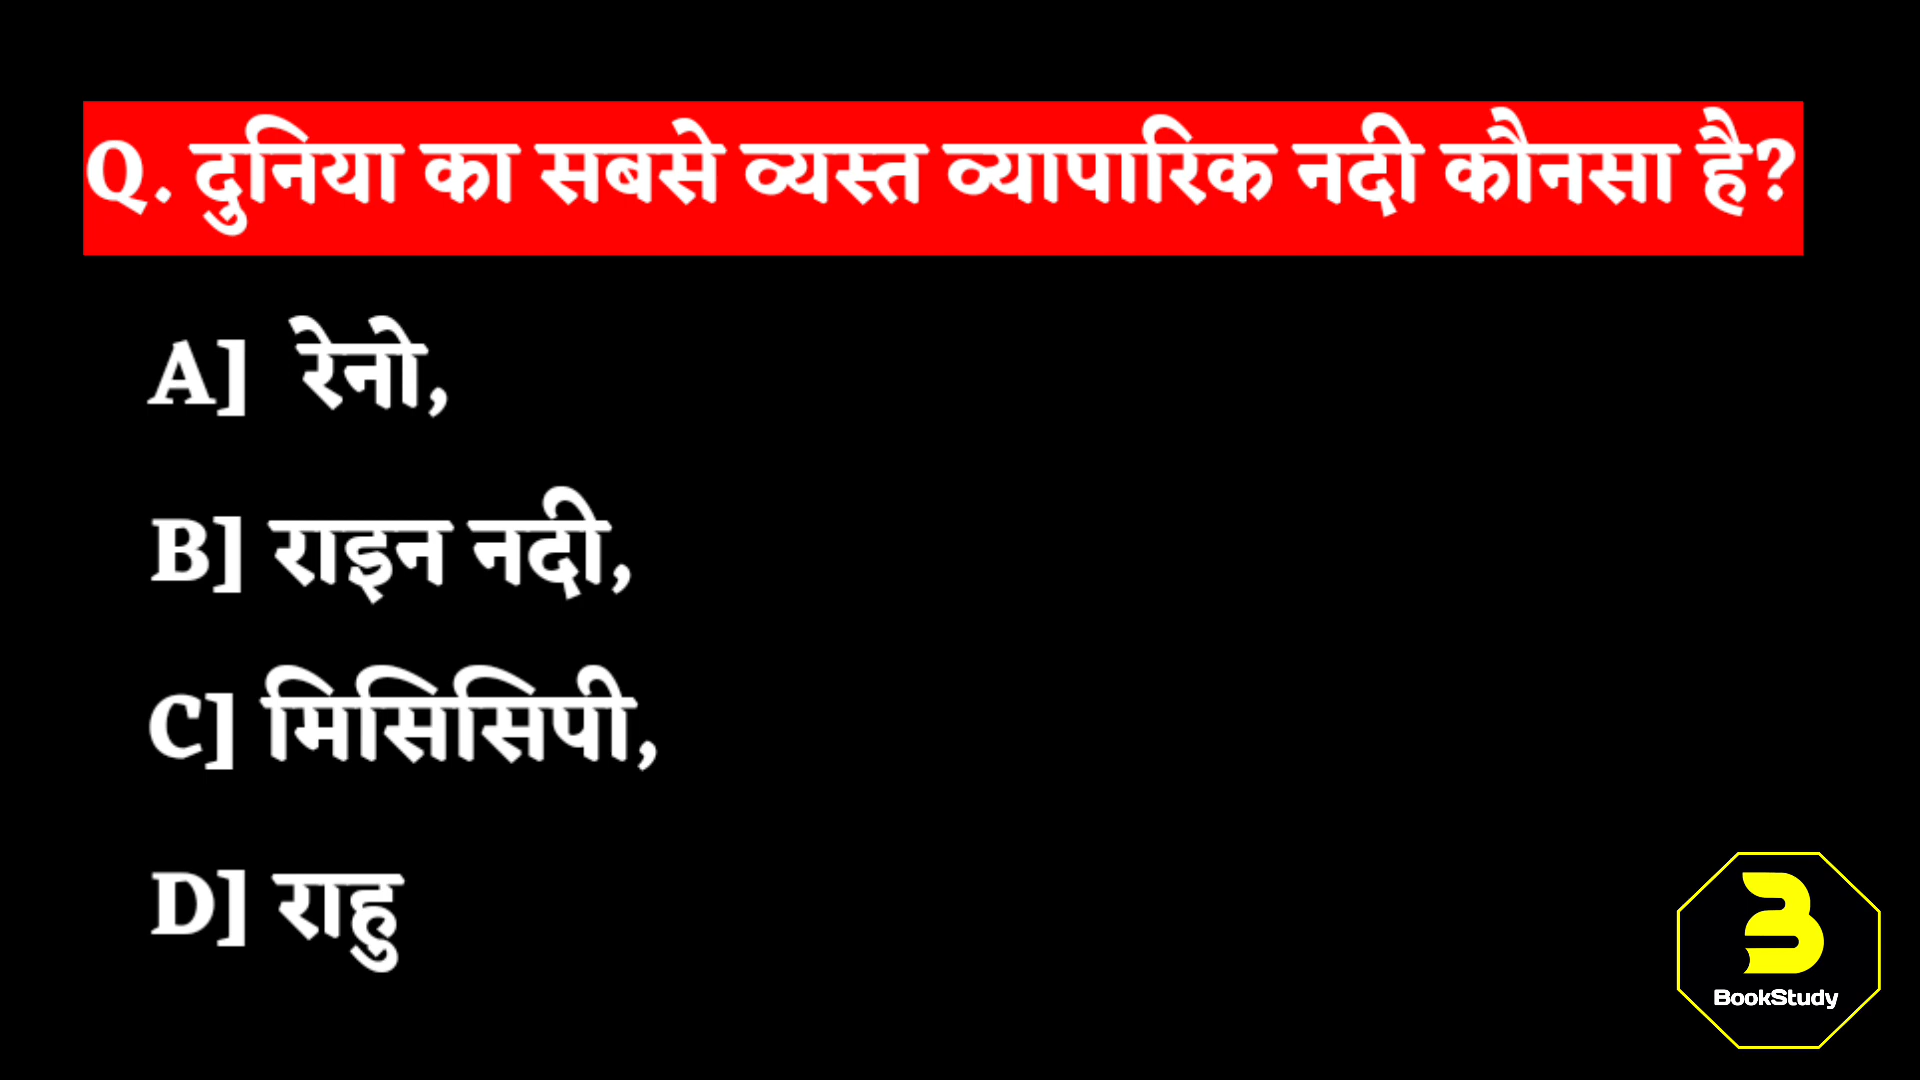 Q. दुनिया का सबसे व्यस्त व्यापारिक नदी कौनसा है?
A] रेनो,
B] राइन नदी,
C] मिसिसिपी,
D] राहु
BookStudy